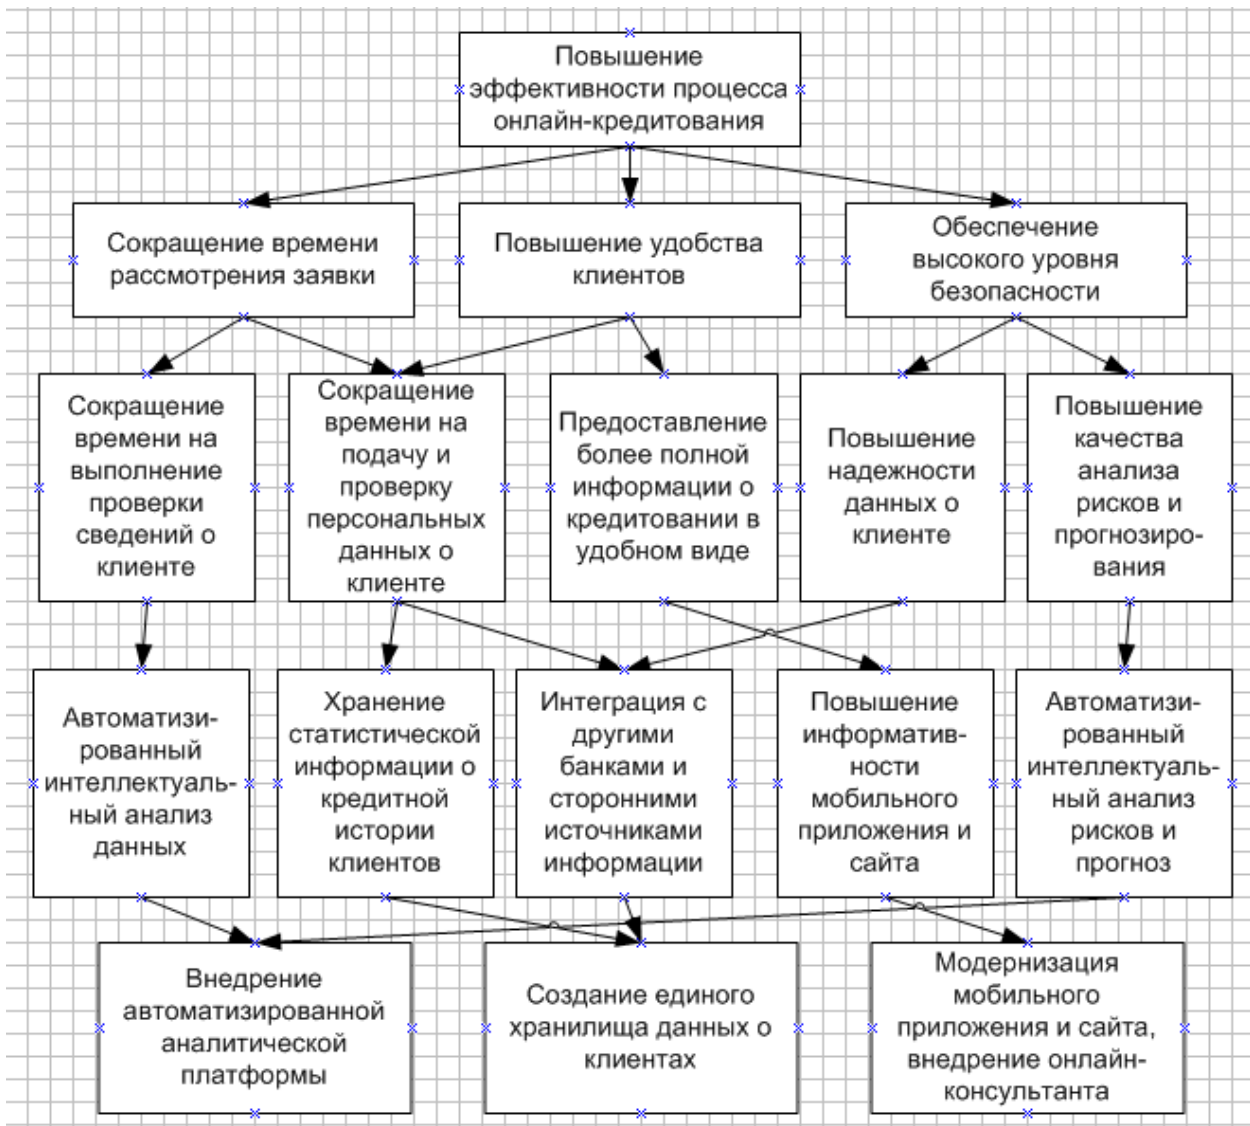 Повышение
эффективности процесса
онлайн-кредитования
Сокращение времени
рассмотрения заявки
Повышение удобства
клиентов
Обеспечение
высокого уровня
безопасности
Сокращение
времени на
выполнение
проверки
сведений о
клиенте
Сокращение
времени на
подачу и
проверку
персональных
данных о
клиенте
Предоставление
более полной
информации о
кредитовании в
удобном виде
Повышение
надежности
данных о
клиенте
Повышение
качества
анализа
рисков и
прогнозиро-
вания
Автоматизи-
рованный
интеллектуаль-
ный анализ
данных
Хранение
статистической
информации о
кредитной
истории
клиентов
Интеграция с
другими
банками и
сторонними
источниками
информации
Повышение
информатив-
ности
мобильного
приложения и
сайта
Автоматизи-
рованный
интеллектуаль-
ный анализ
рисков и
прогноз
Внедрение
автоматизированной
аналитической
платформы
Создание единого
хранилища данных о
клиентах
Модернизация
мобильного
приложения и сайта,
внедрение онлайн-
консультанта